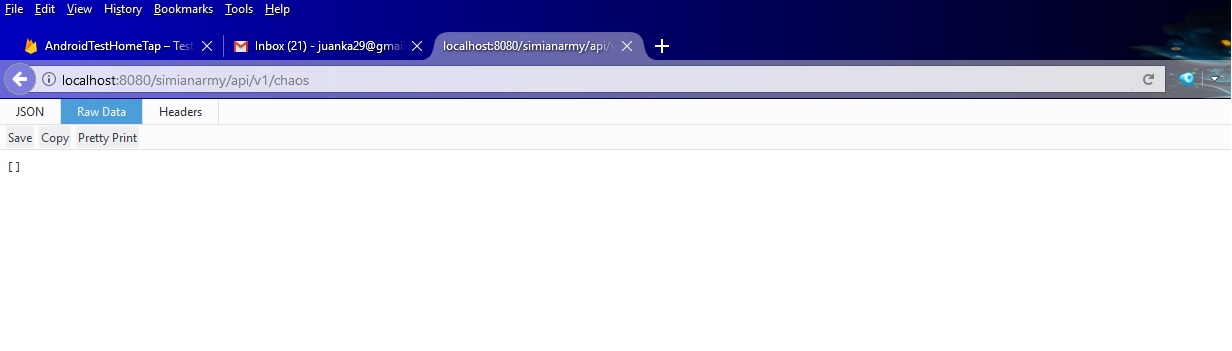 File Edit View History Bookmarks Tools Help
AndroidTestHomeTap – Test Inbox (21) - juanka29@gmai localhost:8080/simianarmy/api/v
localhost:8080/simianarmy/api/v1/chaos
JSON Raw Data Headers
Save Copy Pretty Print
[]